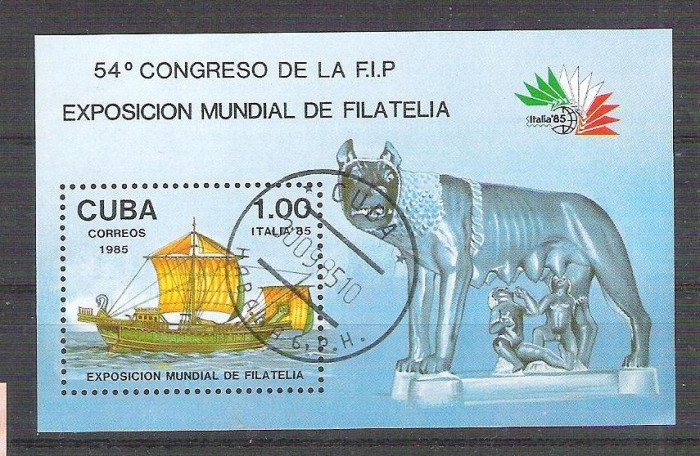 54º CONGRESO DE LA F.I.P
EXPOSICION MUNDIAL DE FILATELIA
Italia'85
CUBA 1.00
CORREOS ITALIA'85
1985
EXPOSICION MUNDIAL DE FILATELIA
CUBA